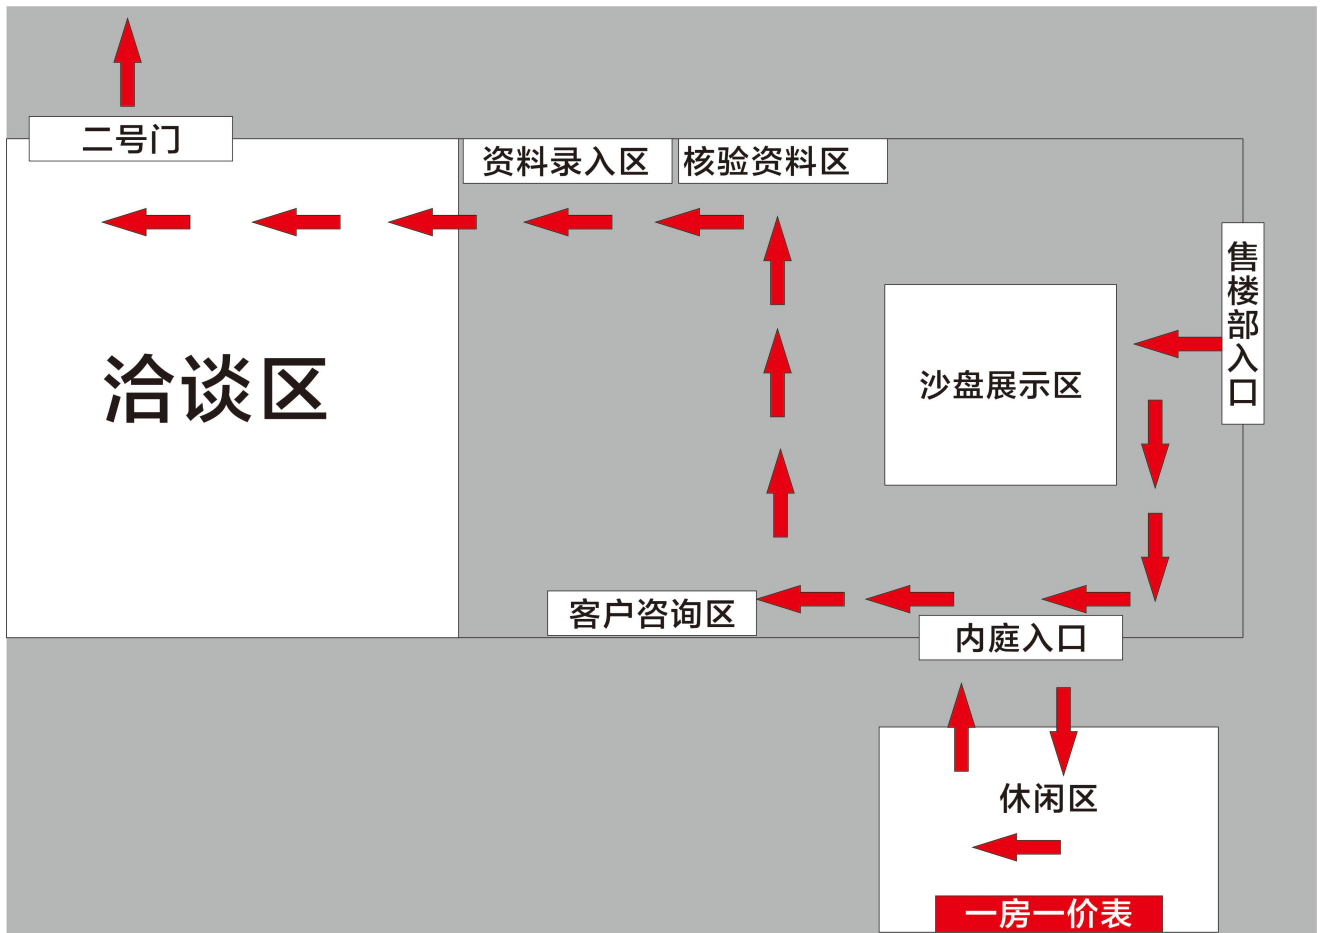 二号门
资料录入区
核验资料区
售楼部入口
洽谈区
沙盘展示区
客户咨询区
内庭入口
休闲区
一房一价表